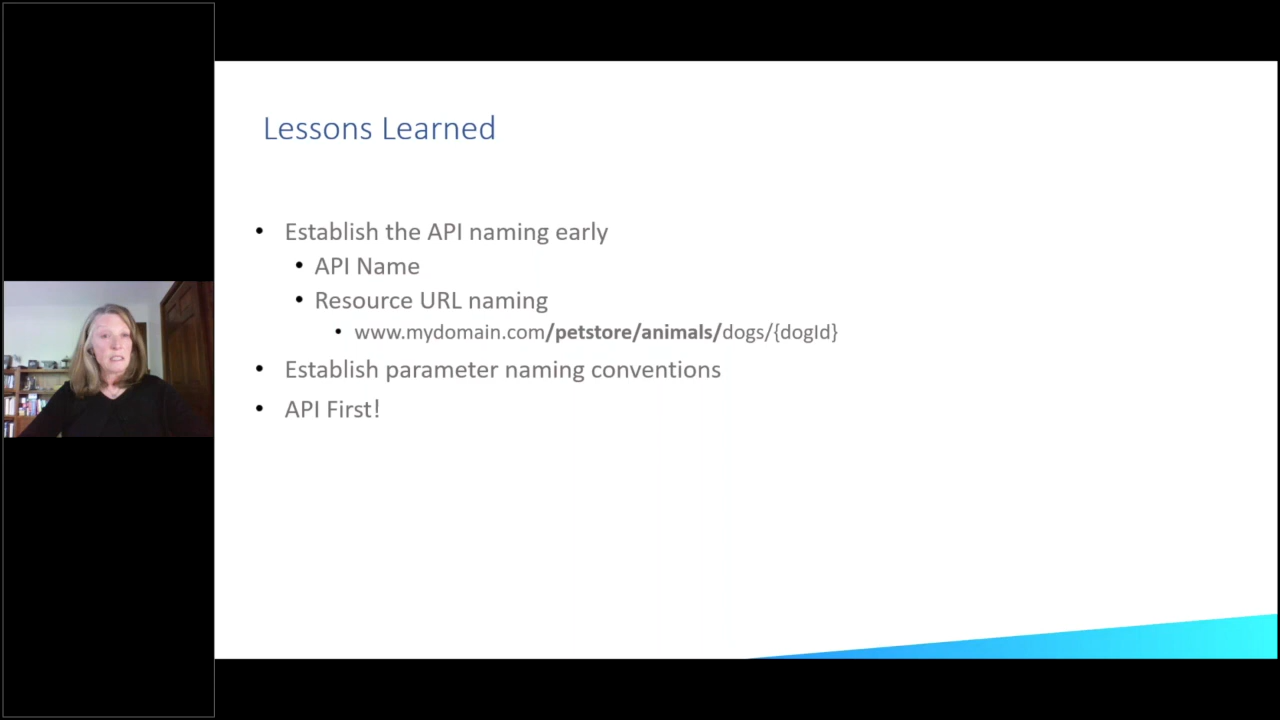 Lessons Learned
• Establish the API naming early
• API Name
• Resource URL naming
• www.mydomain.com/petstore/animals/dogs/{dogId}
• Establish parameter naming conventions
• API First!